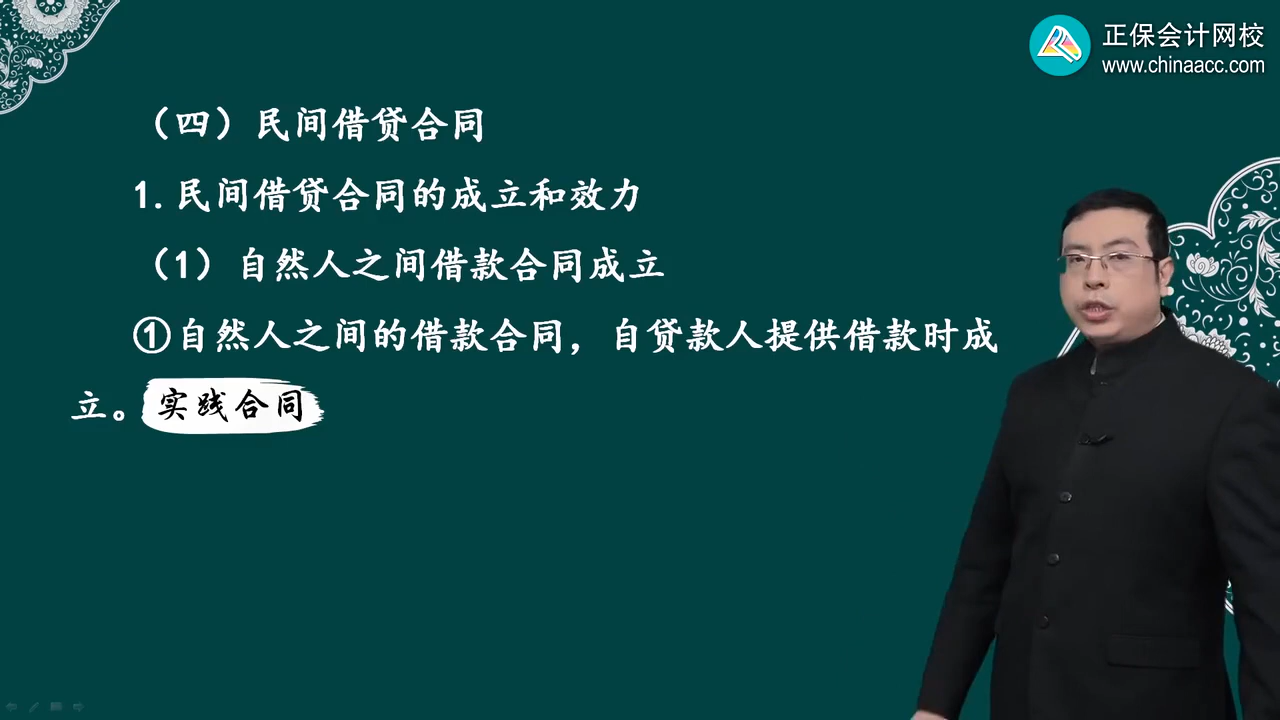 正保会计网校
www.chinaacc.com
（四）民间借贷合同
1.民间借贷合同的成立和效力
（1）自然人之间借款合同成立
①自然人之间的借款合同，自贷款人提供借款时成
立。实践合同